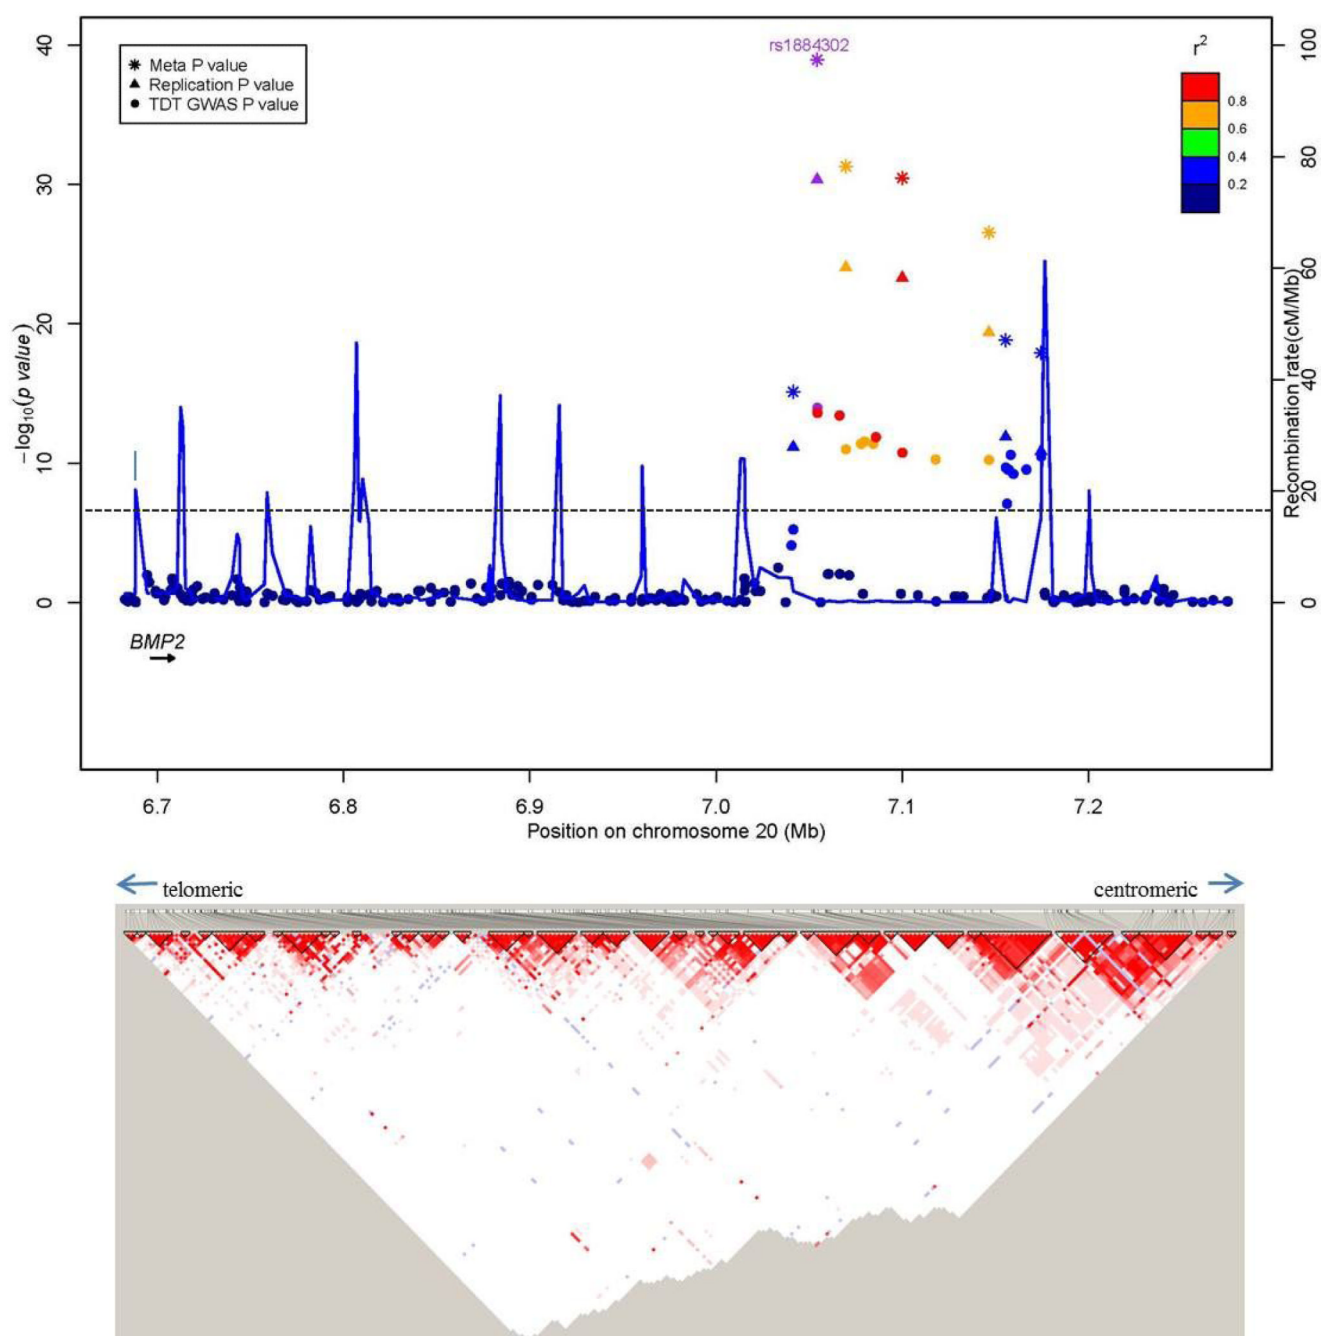 rs1884302
Meta P value
Replication P value
TDT GWAS P value
r2
0.8
0.6
0.4
0.2
40
30
20
10
0
−log10(p value)
100
80
60
40
20
0
Recombination rate(cM/Mb)
BMP2
6.7 6.8 6.9 7.0 7.1 7.2
Position on chromosome 20 (Mb)
telomeric centromeric